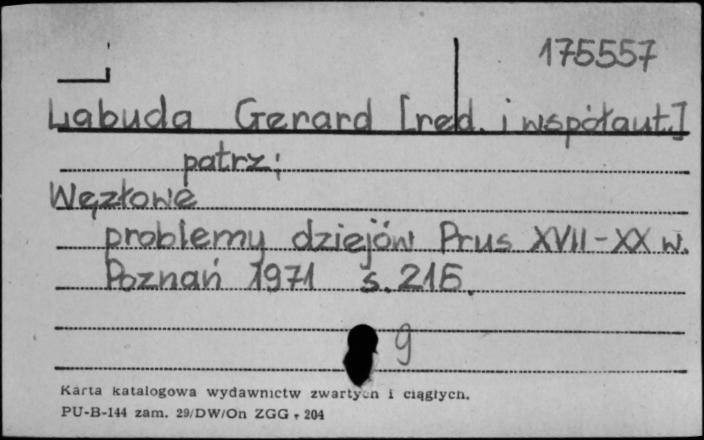 175557
Labuda Gerard [red. i współaut.]
patrz:
Węzłowe
problemy dziejów Prus XVII-XX w.
Poznań 1971 s. 215.
9
Karta katalogowa wydawnictw zwartych i ciągłych.
PU-B-144 zam. 29/DW/On ZGG - 204